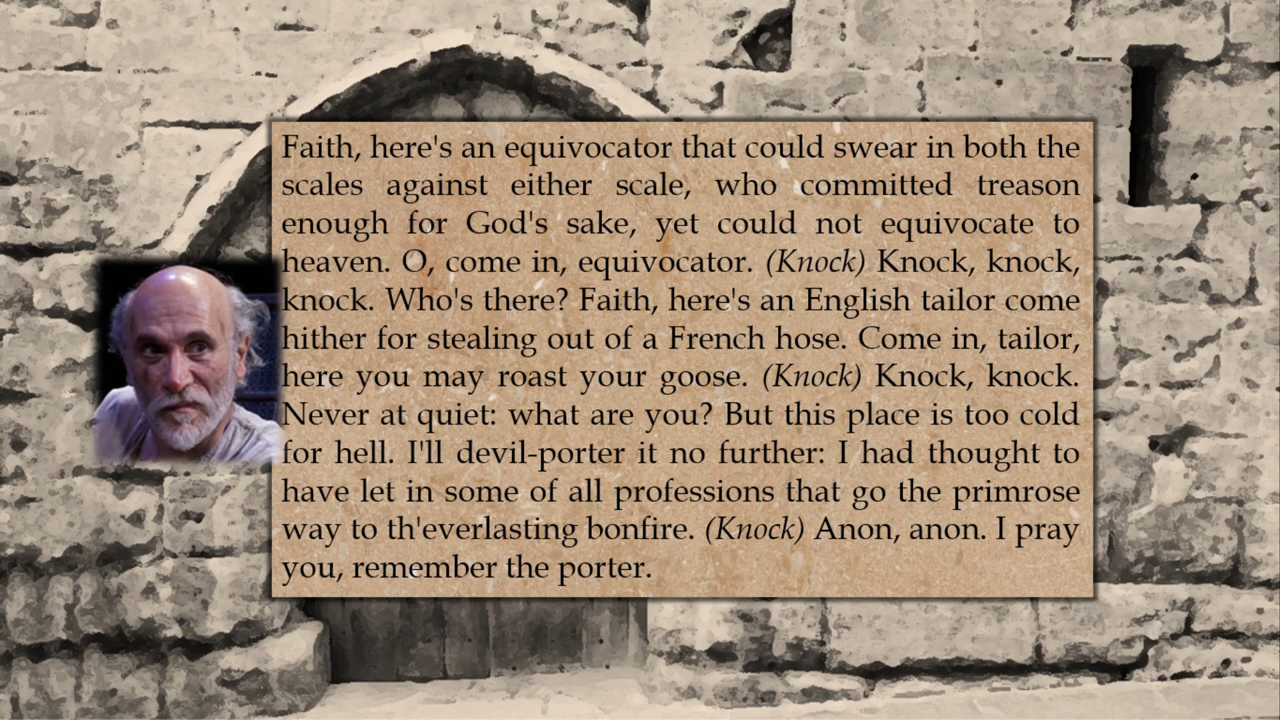 Faith, here's an equivocator that could swear in both the
scales against either scale, who committed treason
enough for God's sake, yet could not equivocate to
heaven. O, come in, equivocator. (Knock) Knock, knock,
knock. Who's there? Faith, here's an English tailor come
hither for stealing out of a French hose. Come in, tailor,
here you may roast your goose. (Knock) Knock, knock.
Never at quiet: what are you? But this place is too cold
for hell. I'll devil-porter it no further: I had thought to
have let in some of all professions that go the primrose
way to th'everlasting bonfire. (Knock) Anon, anon. I pray
you, remember the porter.